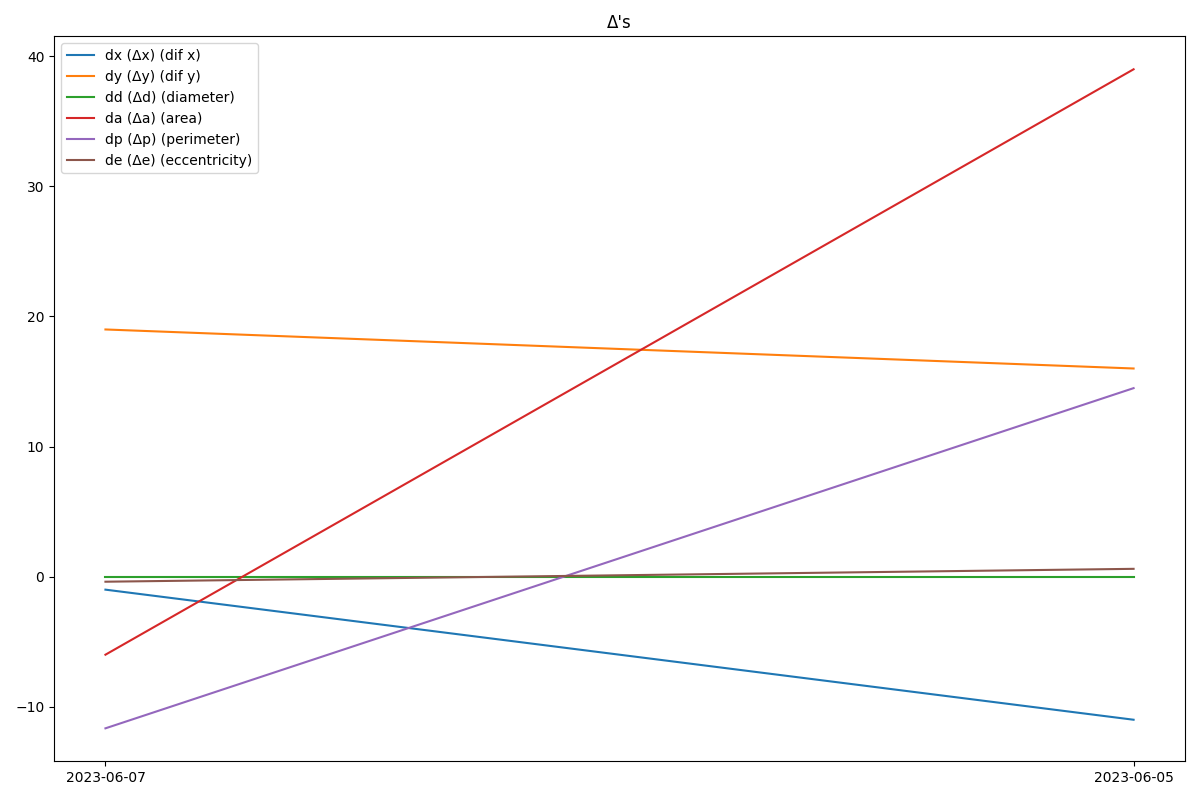 Δ's
dx (Δx) (dif x)
dy (Δy) (dif y)
dd (Δd) (diameter)
da (Δa) (area)
dp (Δp) (perimeter)
de (Δe) (eccentricity)
40
30
20
10
0
−10
2023-06-07
2023-06-05